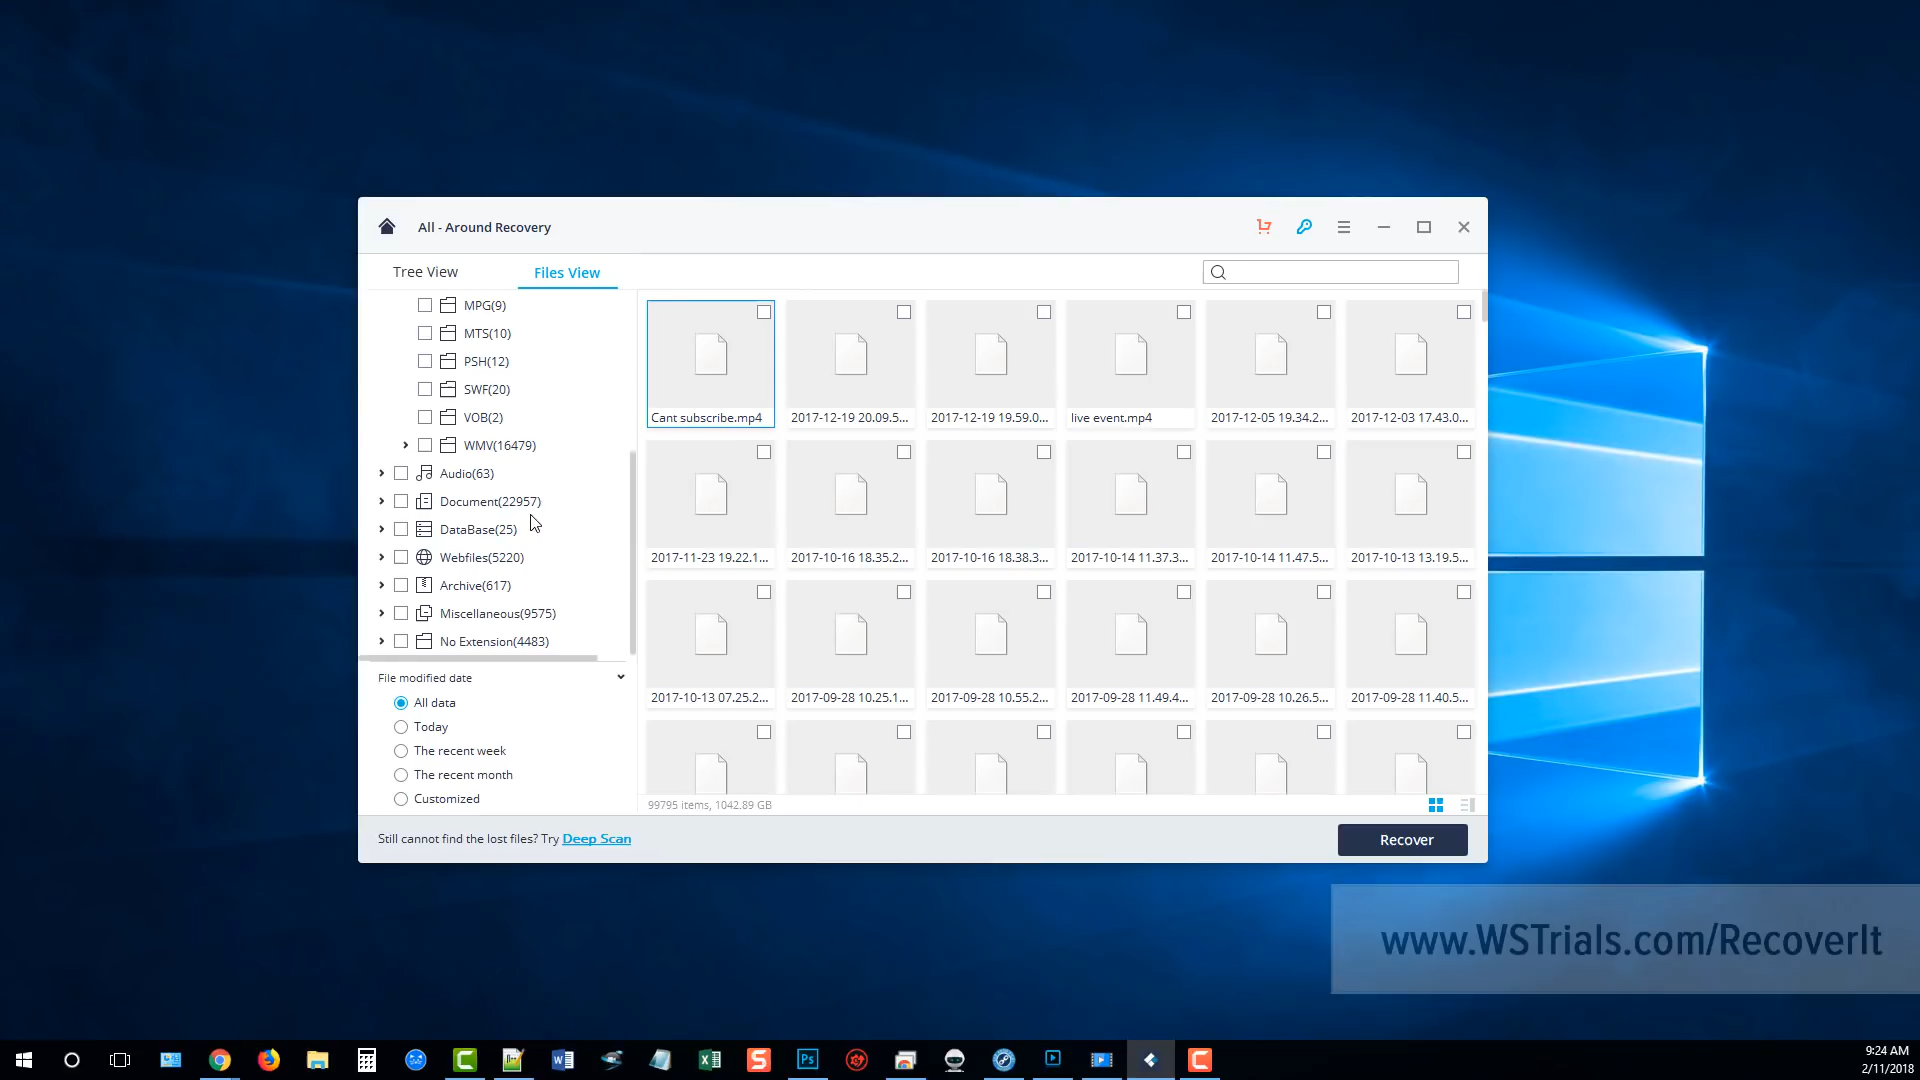 All - Around Recovery
Tree View
Files View
MPG(9)
MTS(10)
PSH(12)
SWF(20)
VOB(2)
WMV(16479)
Audio(63)
Document(22957)
DataBase(25)
Webfiles(5220)
Archive(617)
Miscellaneous(9575)
No Extension(4483)
File modified date
All data
Today
The recent week
The recent month
Customized
Cant subscribe.mp4
2017-12-19 20.09.5...
2017-12-19 19.59.0...
live event.mp4
2017-12-05 19.34.2...
2017-12-03 17.43.0...
2017-11-23 19.22.1...
2017-10-16 18.35.2...
2017-10-16 18.38.3...
2017-10-14 11.37.3...
2017-10-14 11.47.5...
2017-10-13 13.19.5...
2017-10-13 07.25.2...
2017-09-28 10.25.1...
2017-09-28 10.55.2...
2017-09-28 11.49.4...
2017-09-28 10.26.5...
2017-09-28 11.40.5...
99795 items, 1042.89 GB
Still cannot find the lost files? Try Deep Scan
Recover
www.WSTrials.com/RecoverIt
9:24 AM
2/11/2018